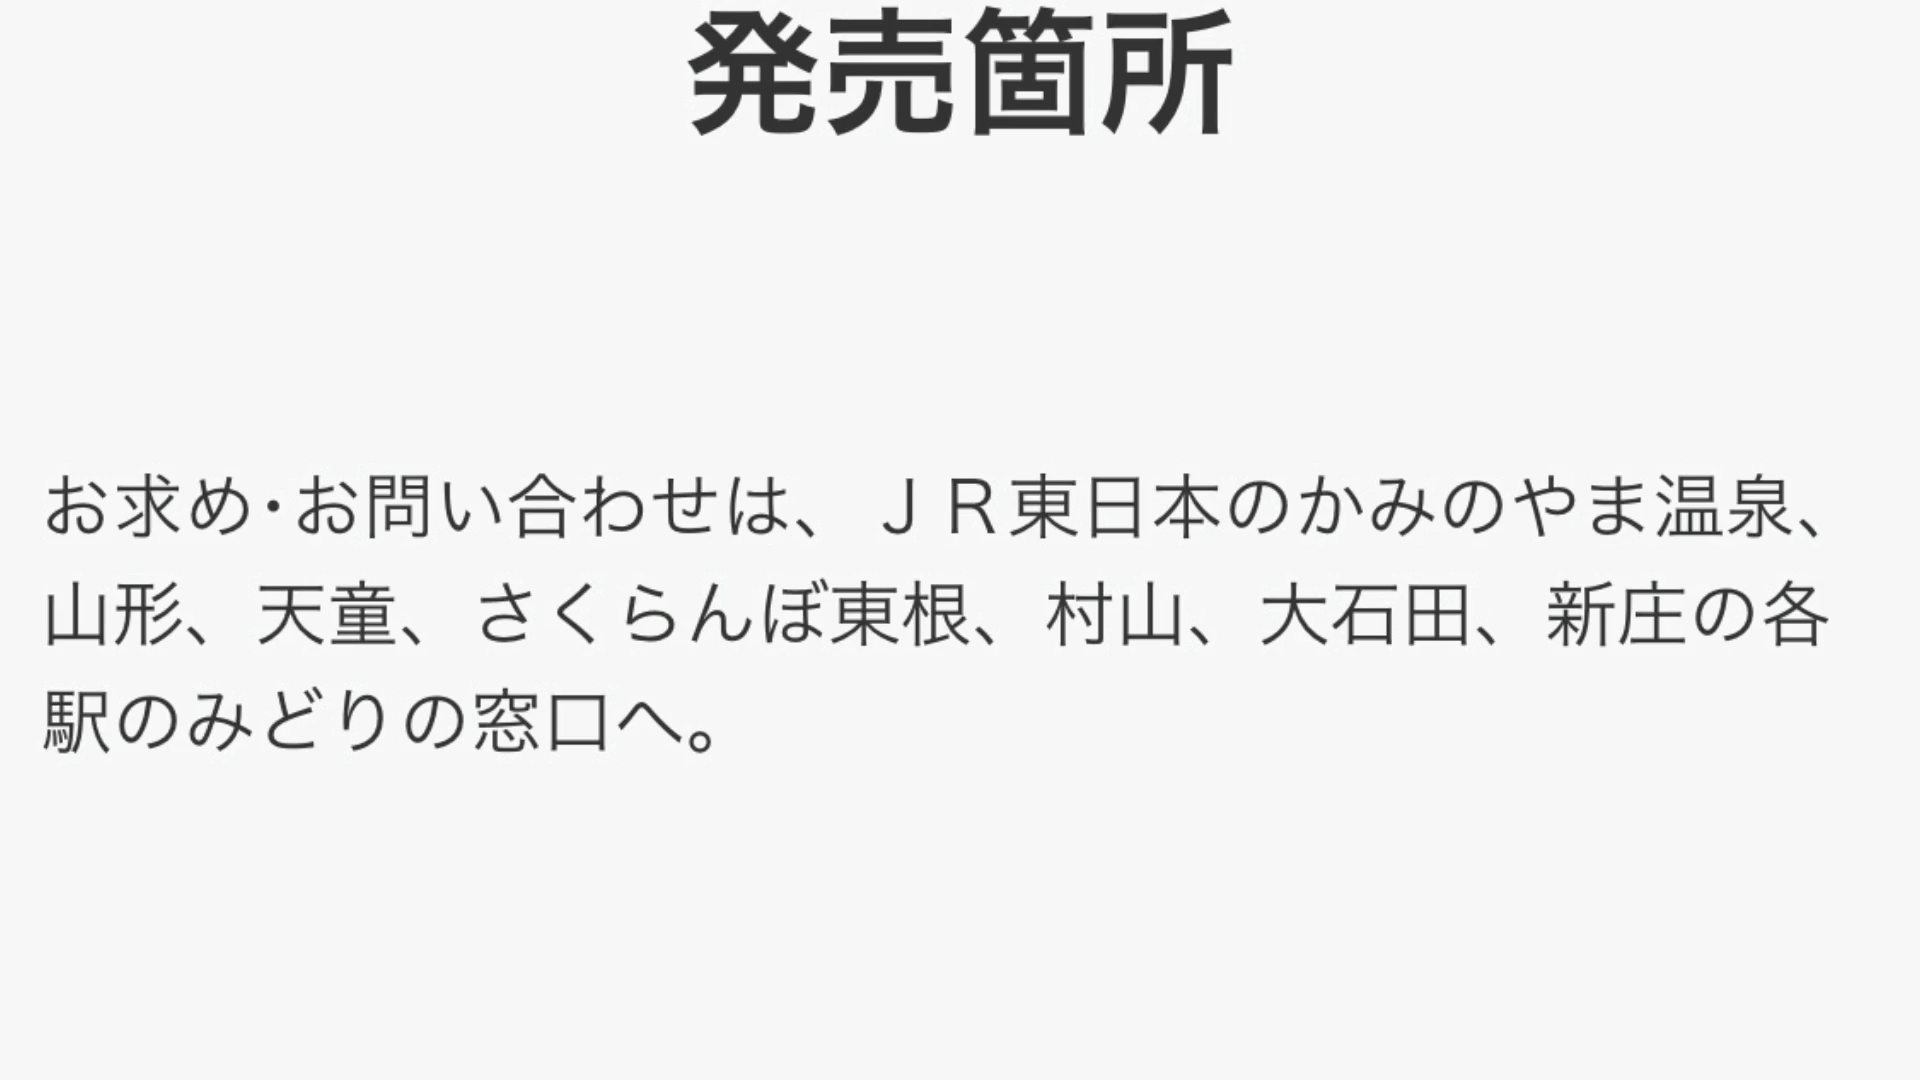 発売箇所
お求め･お問い合わせは、ＪＲ東日本のかみのやま温泉、
山形、天童、さくらんぼ東根、村山、大石田、新庄の各
駅のみどりの窓口へ。